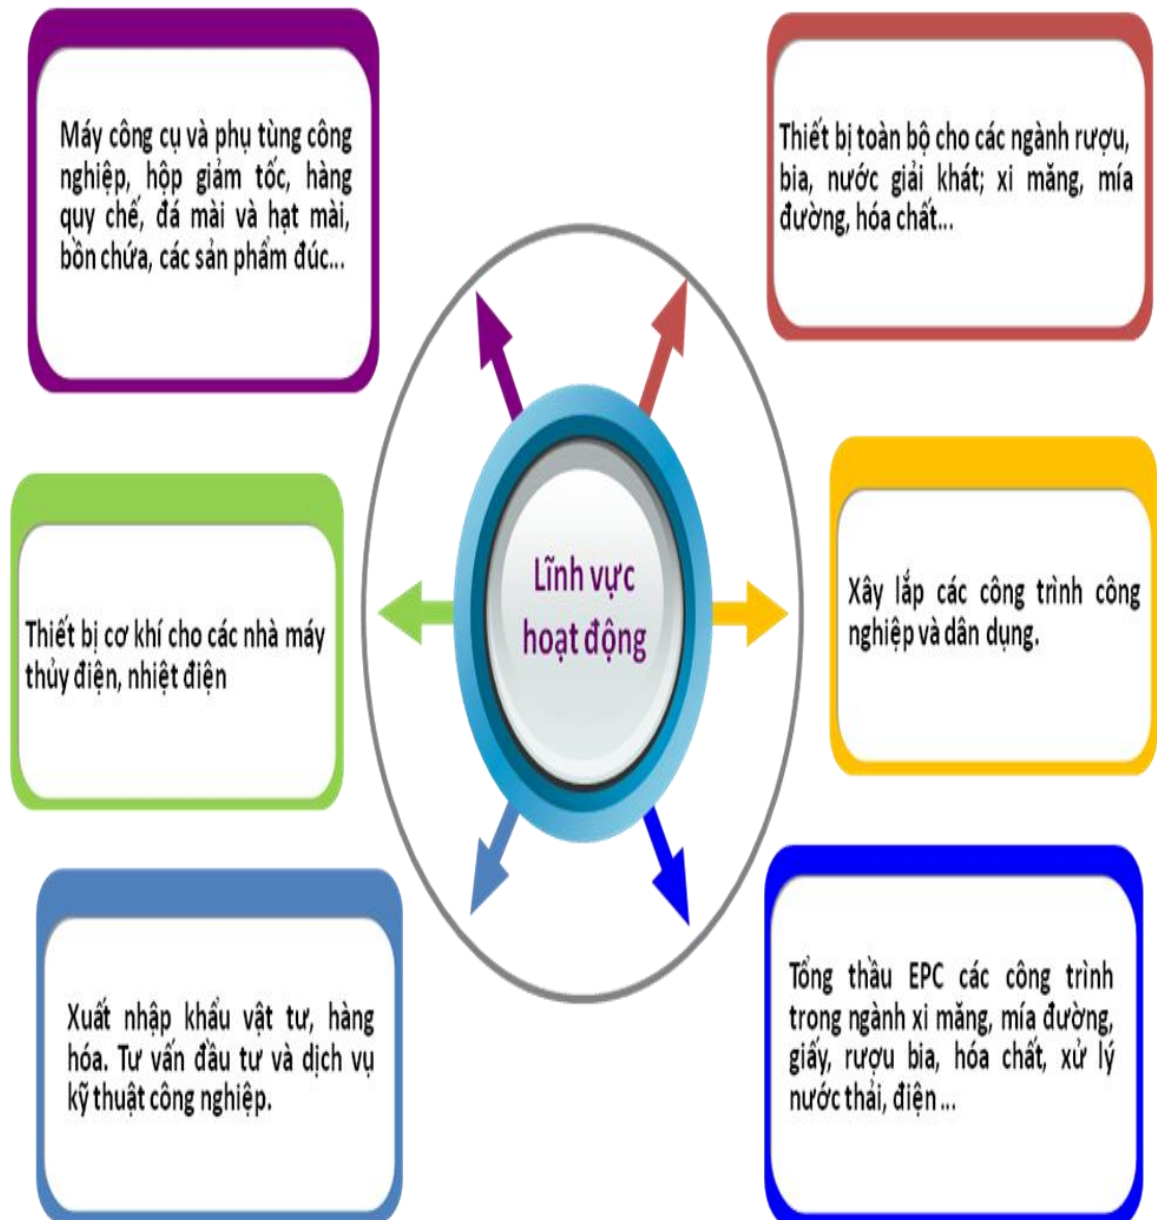 Máy công cụ và phụ tùng công
nghiệp, hộp giảm tốc, hàng
quy chế, đá mài và hạt mài,
bồn chứa, các sản phẩm đúc...
Thiết bị toàn bộ cho các ngành rượu,
bia, nước giải khát; xi măng, mía
đường, hóa chất...
Thiết bị cơ khí cho các nhà máy
thủy điện, nhiệt điện
Lĩnh vực
hoạt động
Xây lắp các công trình công
nghiệp và dân dụng.
Xuất nhập khẩu vật tư, hàng
hóa. Tư vấn đầu tư và dịch vụ
kỹ thuật công nghiệp.
Tổng thầu EPC các công trình
trong ngành xi măng, mía đường,
giấy, rượu bia, hóa chất, xử lý
nước thải, điện ...